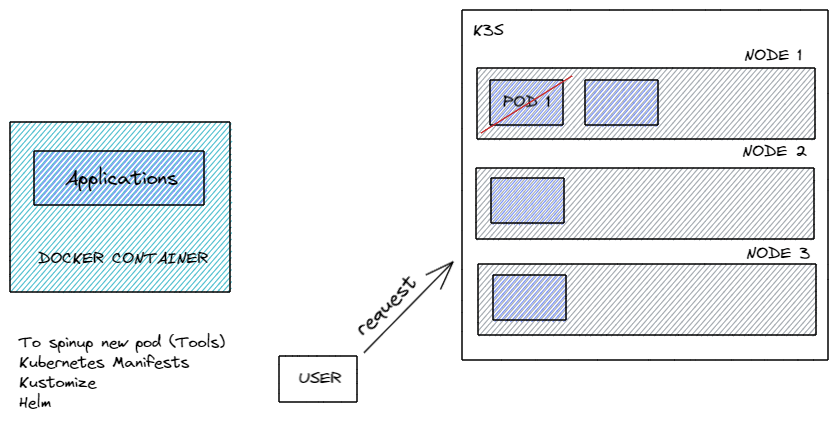 K3S
NODE 1
POD 1
NODE 2
NODE 3
Applications
DOCKER CONTAINER
request
To spinup new pod (Tools)
Kubernetes Manifests
Kustomize
Helm
USER